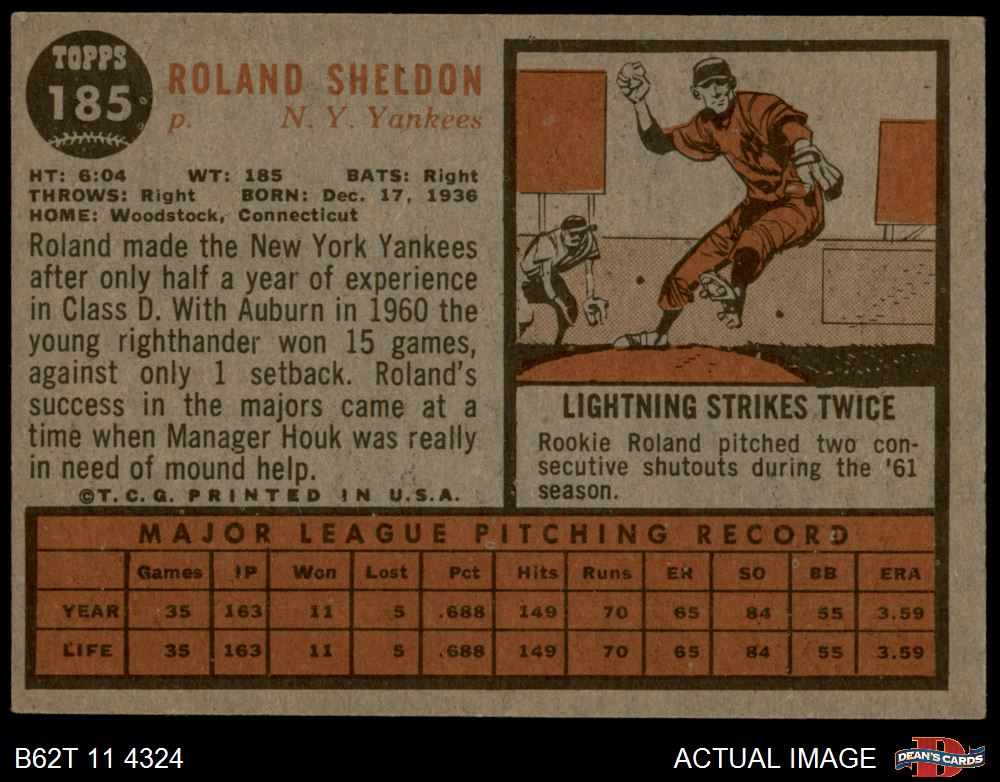 TOPPS
185
ROLAND SHELDON
p. N. Y. Yankees
HT: 6:04 WT: 185 BATS: Right
THROWS: Right BORN: Dec. 17, 1936
HOME: Woodstock, Connecticut
Roland made the New York Yankees
after only half a year of experience
in Class D. With Auburn in 1960 the
young righthander won 15 games,
against only 1 setback. Roland's
success in the majors came at a
time when Manager Houk was really
in need of mound help.
©T.C.G. PRINTED IN U.S.A.
LIGHTNING STRIKES TWICE
Rookie Roland pitched two con-
secutive shutouts during the '61
season.
MAJOR LEAGUE PITCHING RECORD
Games IP Won Lost Pct Hits Runs ER SO BB ERA
YEAR 35 163 11 5 .688 149 70 65 84 55 3.59
LIFE 35 163 11 5 .688 149 70 65 84 55 3.59
B62T 11 4324
ACTUAL IMAGE
D
DEAN'S CARDS